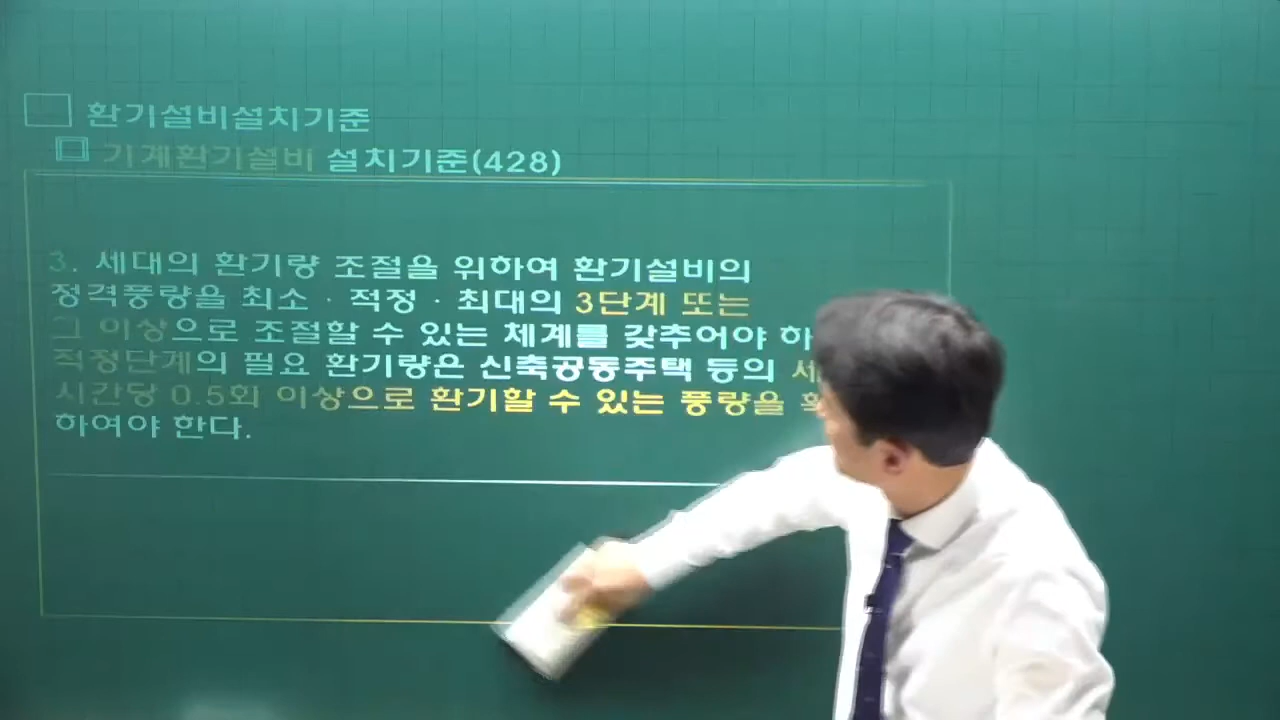 환기설비설치기준
기계환기설비 설치기준(428)
3. 세대의 환기량 조절을 위하여 환기설비의
정격풍량을 최소 · 적정 · 최대의 3단계 또는
그 이상으로 조절할 수 있는 체계를 갖추어야 하
적정단계의 필요 환기량은 신축공동주택 등의 세
시간당 0.5회 이상으로 환기할 수 있는 풍량을
하여야 한다.